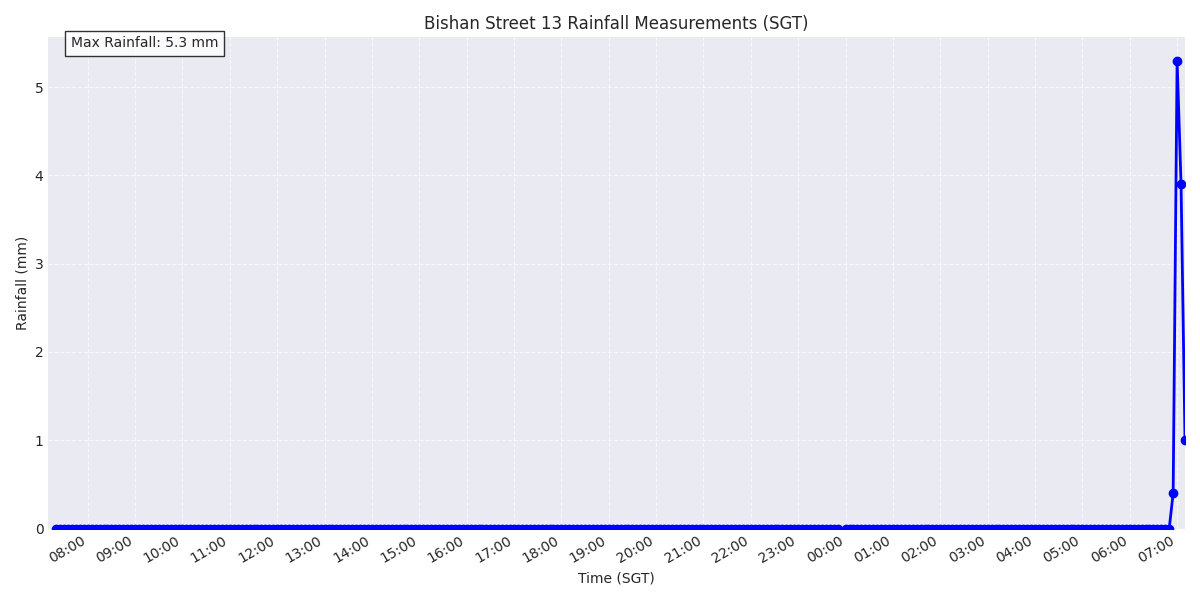 Bishan Street 13 Rainfall Measurements (SGT)
Max Rainfall: 5.3 mm
Rainfall (mm)
5
4
3
2
1
0
08:00 09:00 10:00 11:00 12:00 13:00 14:00 15:00 16:00 17:00 18:00 19:00 20:00 21:00 22:00 23:00 00:00 01:00 02:00 03:00 04:00 05:00 06:00 07:00
Time (SGT)